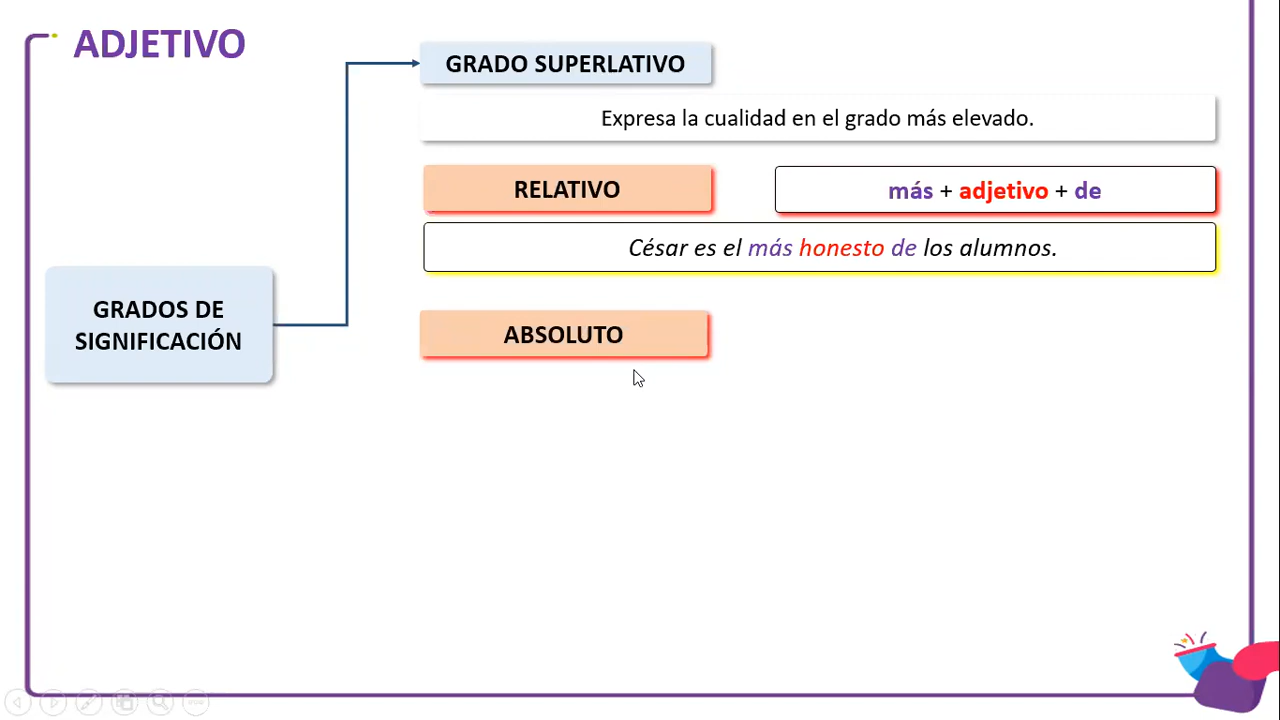 ADJETIVO
GRADO SUPERLATIVO
Expresa la cualidad en el grado más elevado.
RELATIVO
más + adjetivo + de
César es el más honesto de los alumnos.
GRADOS DE
SIGNIFICACIÓN
ABSOLUTO